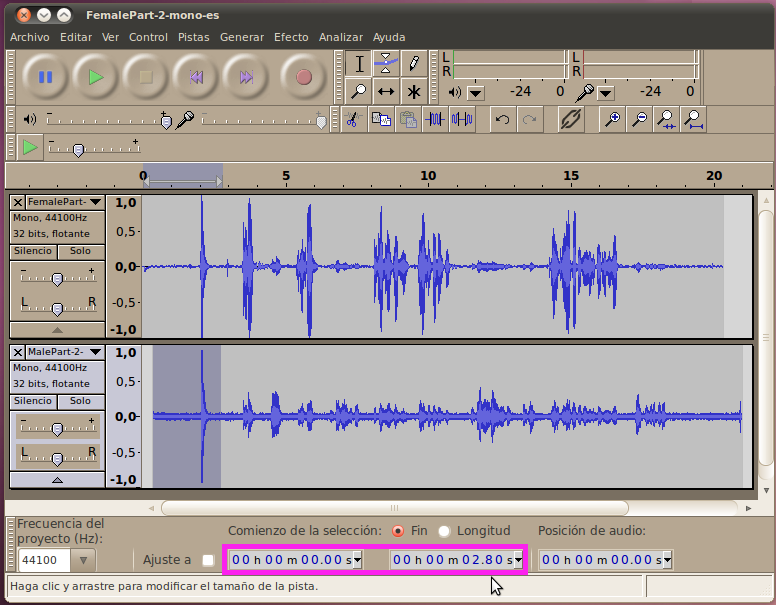 FemalePart-2-mono-es
Archivo Editar Ver Control Pistas Generar Efecto Analizar Ayuda
L
R
-24 0
L
R
-24 0
0 5 10 15 20
FemalePart-
Mono, 44100Hz
32 bits, flotante
Silencio Solo
- +
L R
1,0
0,5-
0,0-
-0,5-
-1,0
MalePart-2-
Mono, 44100Hz
32 bits, flotante
Silencio Solo
- +
L R
1,0
0,5-
0,0-
-0,5-
-1,0
Frecuencia del
proyecto (Hz):
44100
Ajuste a
Comienzo de la selección: Fin Longitud
00 h 00 m 00.00 s
00 h 00 m 02.80 s
Posición de audio:
00 h 00 m 00.00 s
Haga clic y arrastre para modificar el tamaño de la pista.